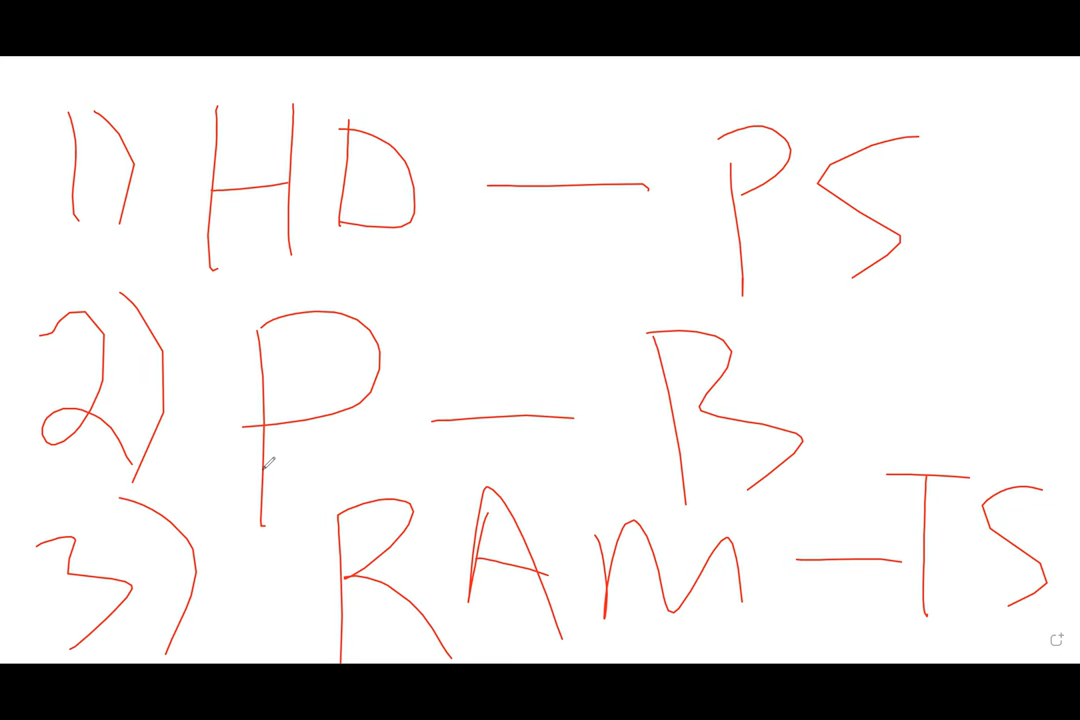 1) HD — PS
2) P — B
3) RAM — TS